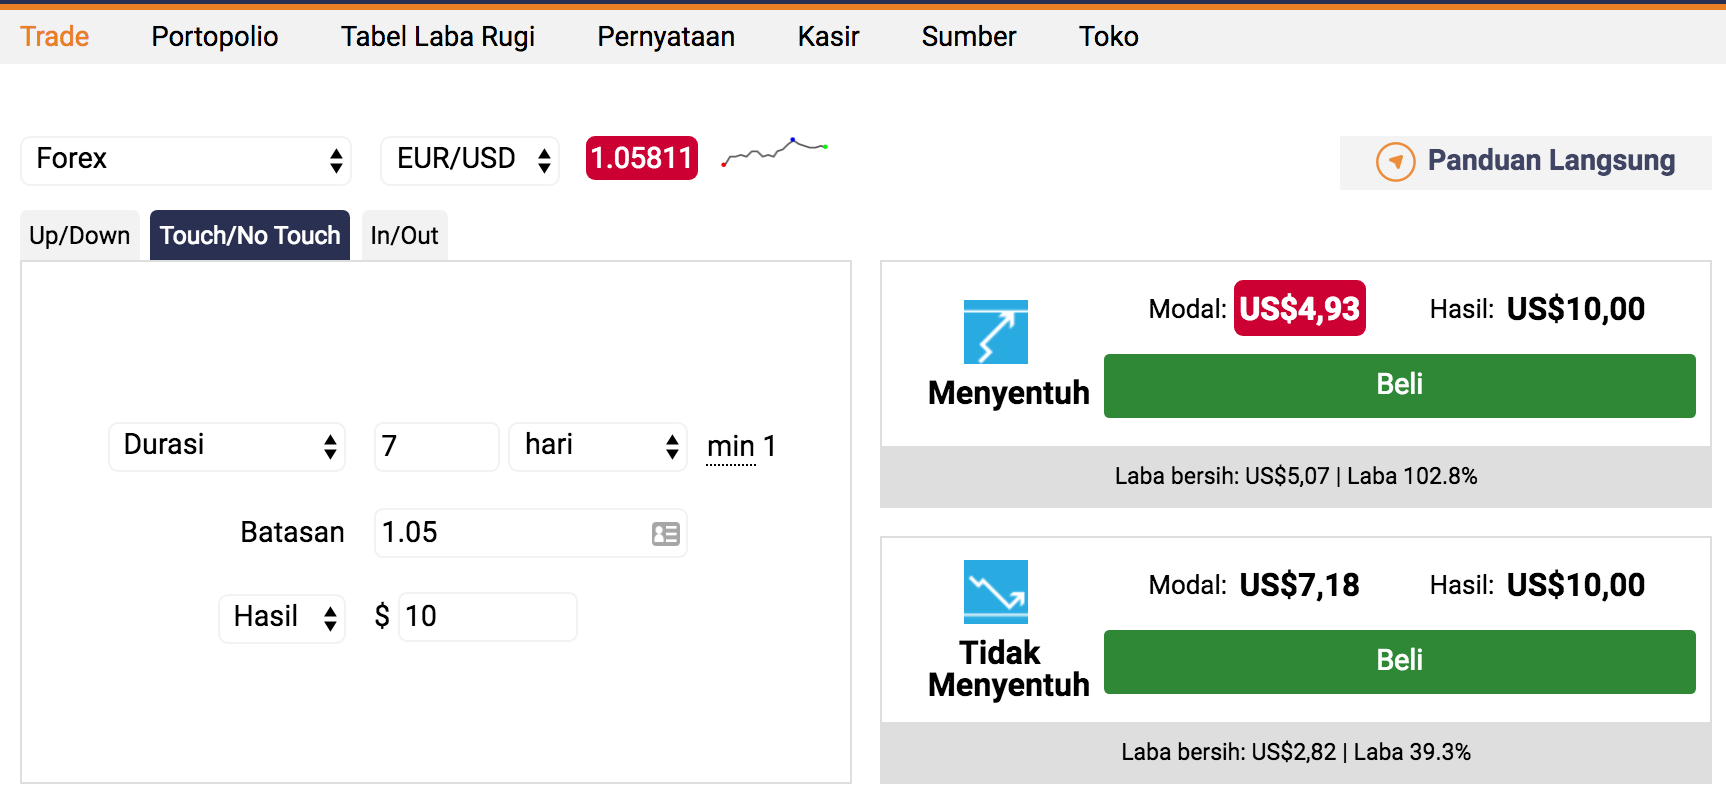 Trade Portopolio Tabel Laba Rugi Pernyataan Kasir Sumber Toko
Forex EUR/USD 1.05811 Panduan Langsung
Up/Down Touch/No Touch In/Out
Durasi 7 hari min 1
Batasan 1.05
Hasil $ 10
Modal: US$4,93 Hasil: US$10,00
Menyentuh Beli
Laba bersih: US$5,07 | Laba 102.8%
Modal: US$7,18 Hasil: US$10,00
Tidak
Menyentuh
Beli
Laba bersih: US$2,82 | Laba 39.3%